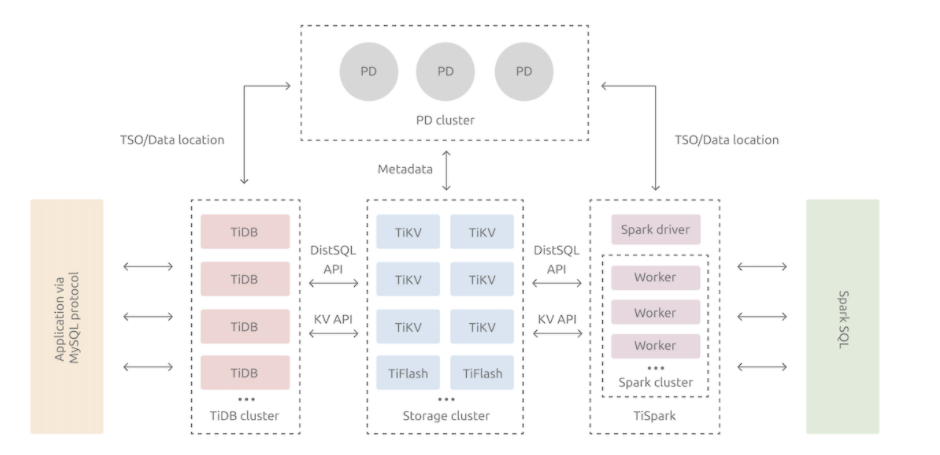 PD
PD
PD
PD cluster
TSO/Data location
TSO/Data location
Metadata
Application via
MySQL protocol
TiDB
TiDB
TiDB
TiDB
•••
TiDB cluster
DistSQL
API
KV API
TiKV
TiKV
TiKV
TiKV
TiKV
TiKV
TiFlash
TiFlash
•••
Storage cluster
DistSQL
API
KV API
Spark driver
Worker
Worker
Worker
•••
Spark cluster
TiSpark
Spark SQL